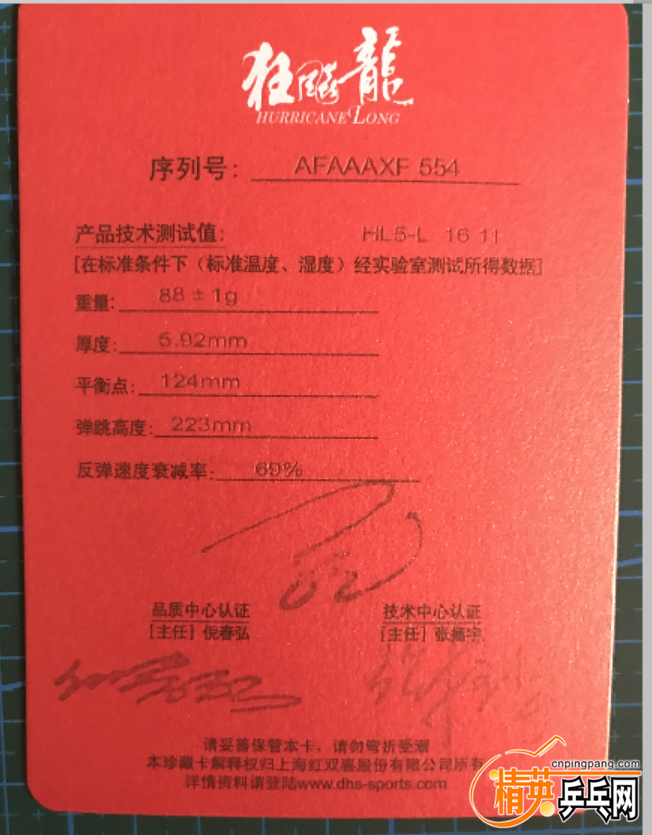 狂飚龍
HURRICANE LONG
序列号: AFAAAXF 554
产品技术测试值: HL5-L 16 11
[在标准条件下（标准温度、湿度）经实验室测试所得数据]
重量: 88±1g
厚度: 5.92mm
平衡点: 124mm
弹跳高度: 223mm
反弹速度衰减率: 69%
品质中心认证 技术中心认证
[主任] 倪春弘 [主任] 张
请妥善保管本卡，请勿弯折受潮
本珍藏卡解释权归上海红双喜股份有限公司所有
详情资料请登陆www.dhs-sports.com
cnpingpang.com
精英乒乓网